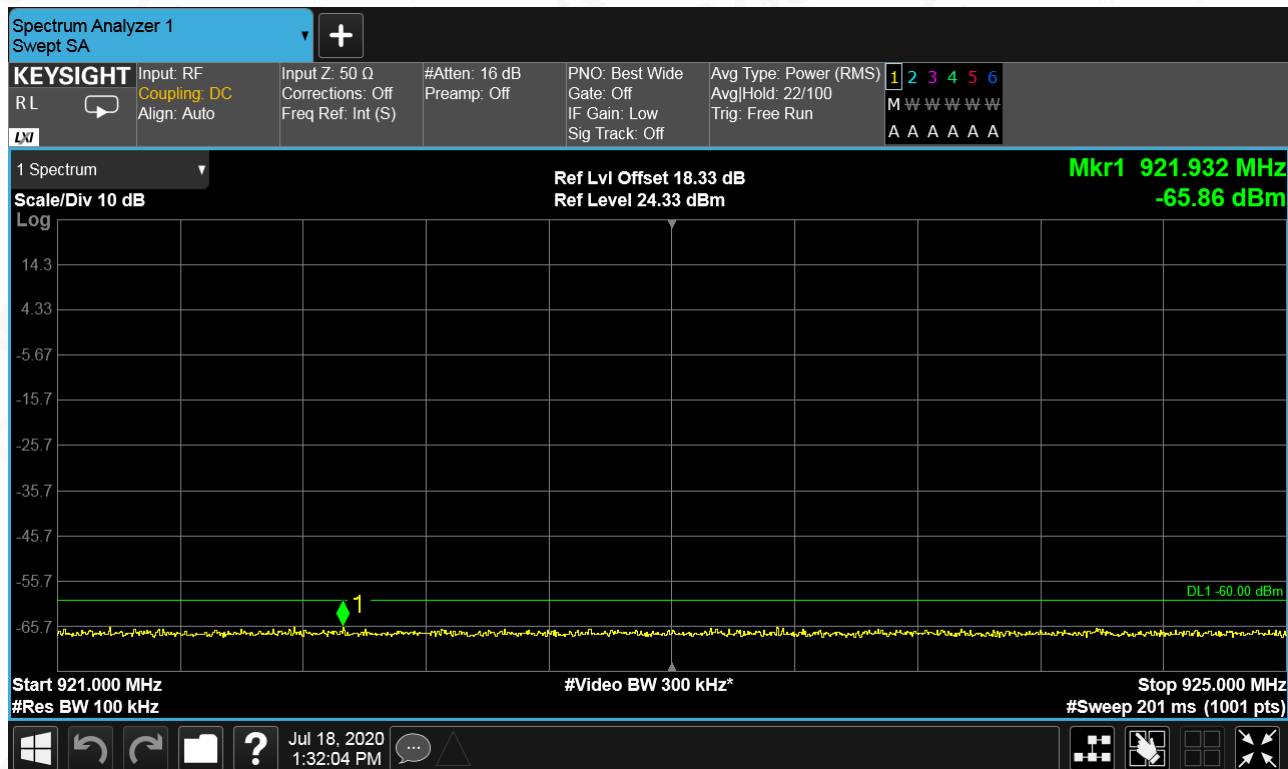 Spectrum Analyzer 1
Swept SA
+
KEYSIGHT
RL
LXI
Input: RF
Coupling: DC
Align: Auto
Input Z: 50 Ω
Corrections: Off
Freq Ref: Int (S)
#Atten: 16 dB
Preamp: Off
PNO: Best Wide
Gate: Off
IF Gain: Low
Sig Track: Off
Avg Type: Power (RMS)
Avg|Hold: 22/100
Trig: Free Run
1 2 3 4 5 6
M W W W W W
A A A A A A
1 Spectrum
Scale/Div 10 dB
Ref Lvl Offset 18.33 dB
Ref Level 24.33 dBm
Mkr1 921.932 MHz
-65.86 dBm
Log
14.3
4.33
-5.67
-15.7
-25.7
-35.7
-45.7
-55.7
DL1 -60.00 dBm
1
-65.7
Start 921.000 MHz
#Video BW 300 kHz*
Stop 925.000 MHz
#Res BW 100 kHz
#Sweep 201 ms (1001 pts)
?
Jul 18, 2020
1:32:04 PM